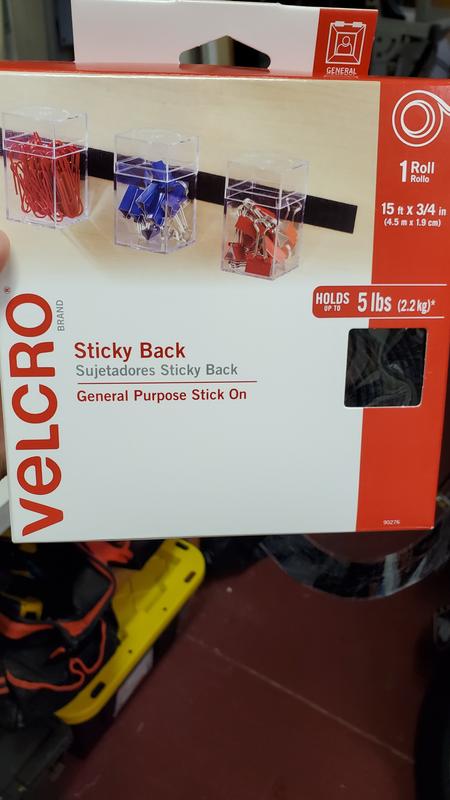 GENERAL
1 Roll
Rollo
15 ft x 3/4 in
(4.5 m x 1.9 cm)
HOLDS UP TO 5 lbs (2.2 kg)*
VELCRO®
BRAND
Sticky Back
Sujetadores Sticky Back
General Purpose Stick On
90276